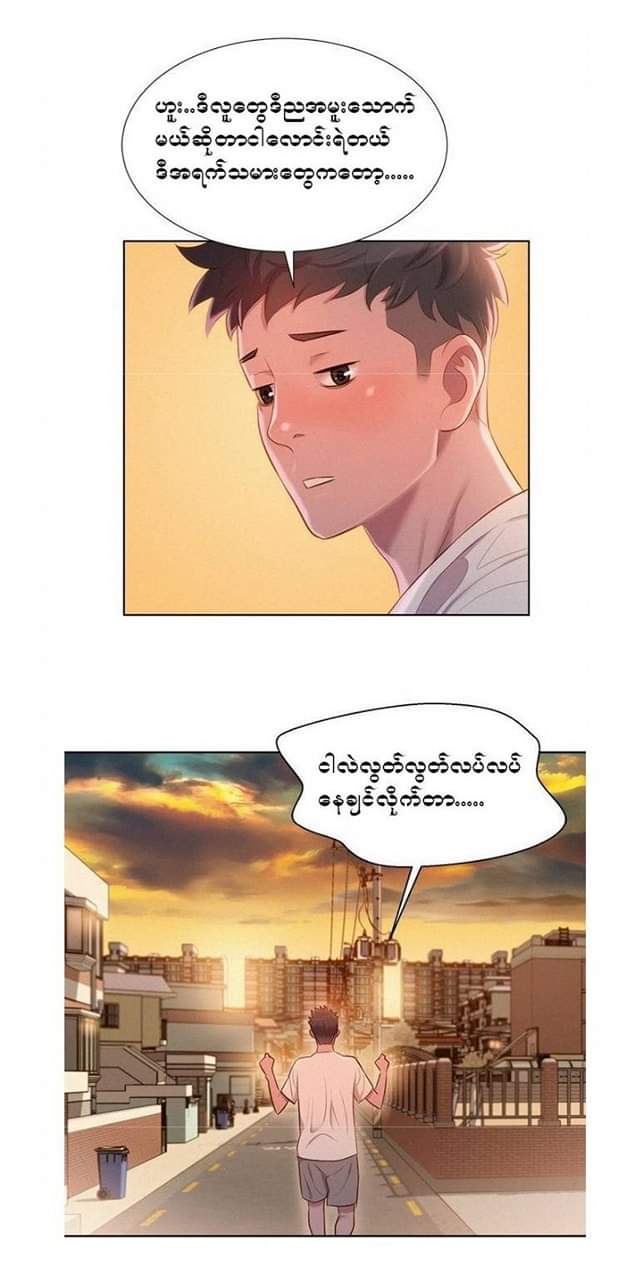 ဟူး..ဒီလူတွေဒီညအမူးသောက်
မယ်ဆိုတာငါလောင်းရဲတယ်
ဒီအရက်သမားတွေကတော့.....
ငါလဲလွတ်လွတ်လပ်လပ်
နေချင်လိုက်တာ.....